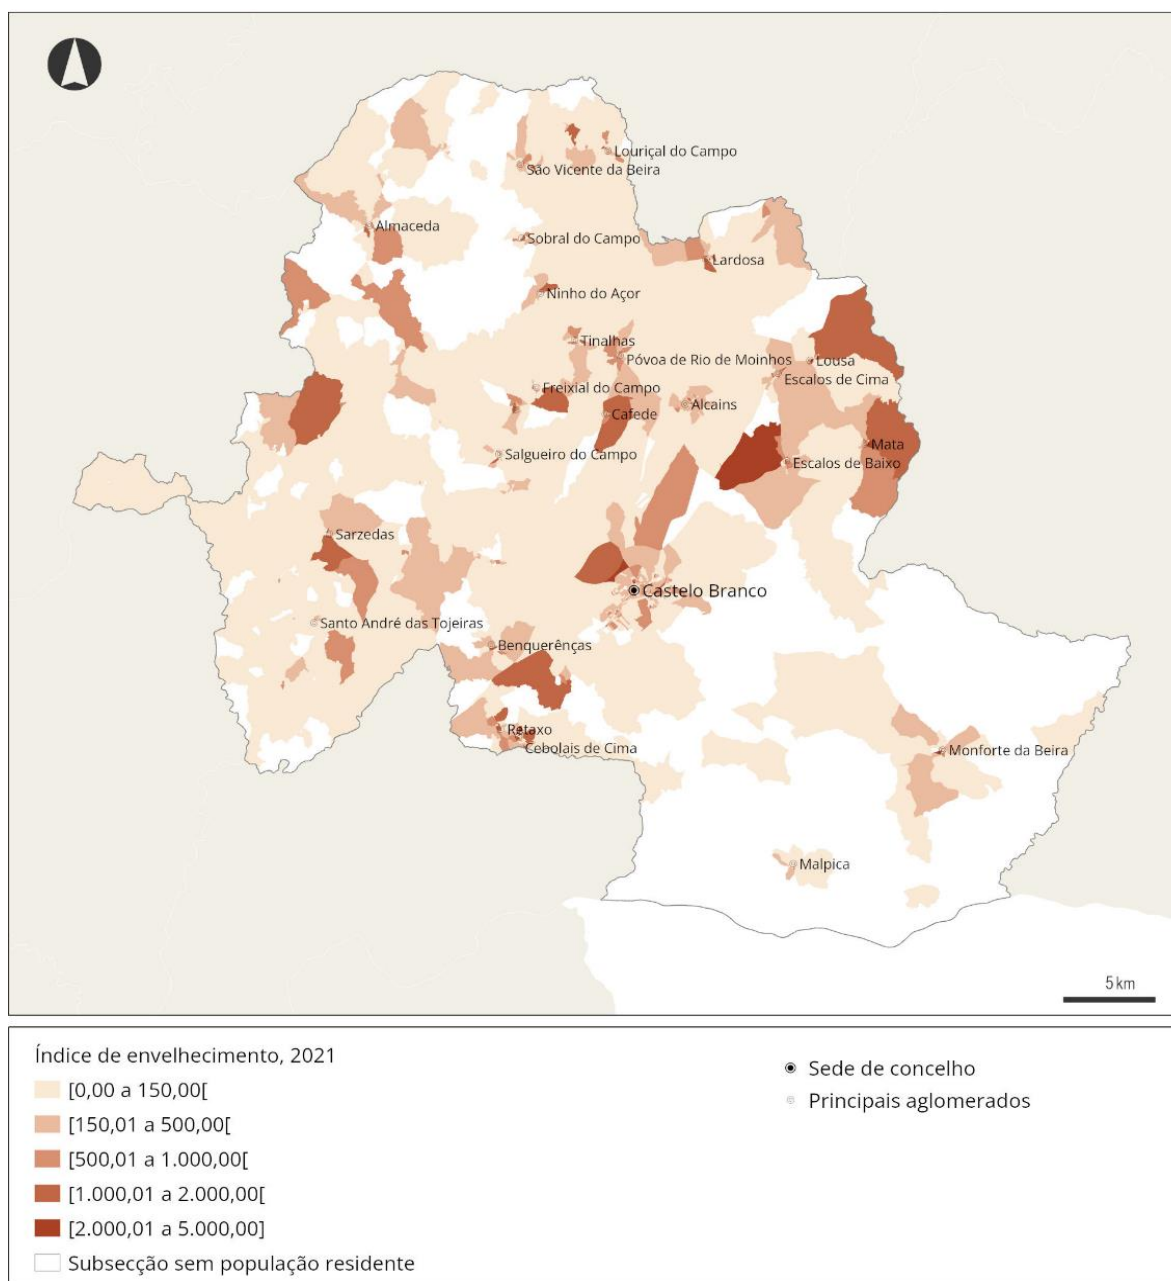 Louriçal do Campo
São Vicente da Beira
Almaceda
Sobral do Campo
Lardosa
Ninho do Açor
Tinalhas
Póvoa de Rio de Moinhos
Lousa
Escalos de Cima
Freixial do Campo
Alcains
Cafede
Mata
Salgueiro do Campo
Escalos de Baixo
Sarzedas
Castelo Branco
Santo André das Tojeiras
Benquerênças
Retaxo
Cebolais de Cima
Monforte da Beira
Malpica
5 km
Índice de envelhecimento, 2021
[0,00 a 150,00[
[150,01 a 500,00[
[500,01 a 1.000,00[
[1.000,01 a 2.000,00[
[2.000,01 a 5.000,00]
Subsecção sem população residente
Sede de concelho
Principais aglomerados